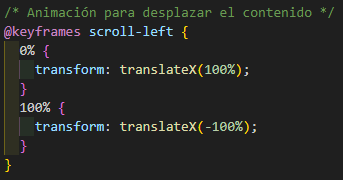 /* Animación para desplazar el contenido */
@keyframes scroll-left {
  0% {
    transform: translateX(100%);
  }
  100% {
    transform: translateX(-100%);
  }
}